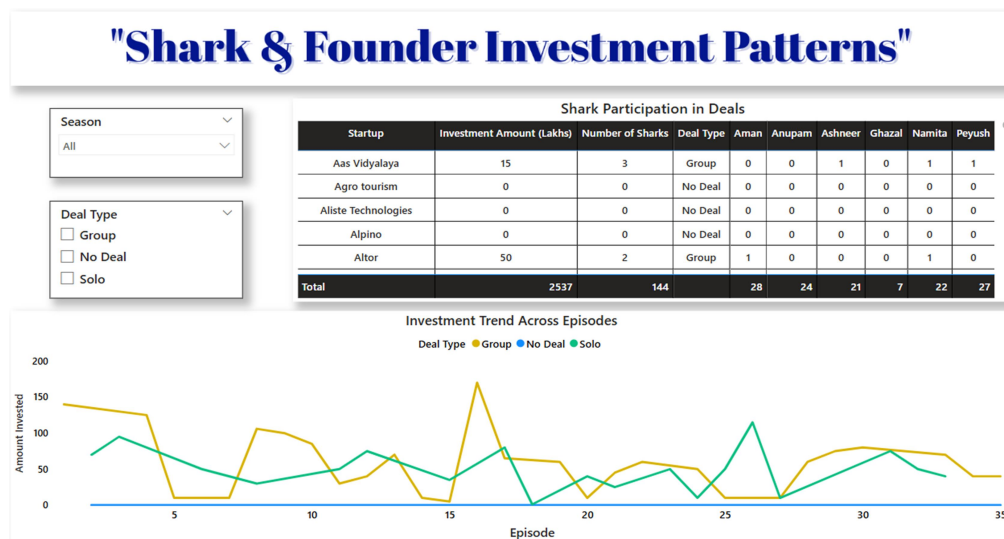 "Shark & Founder Investment Patterns"
Season
All
Deal Type
Group
No Deal
Solo
Shark Participation in Deals
Startup Investment Amount (Lakhs) Number of Sharks Deal Type Aman Anupam Ashneer Ghazal Namita Peyush
Aas Vidyalaya 15 3 Group 0 0 1 0 1 1
Agro tourism 0 0 No Deal 0 0 0 0 0 0
Aliste Technologies 0 0 No Deal 0 0 0 0 0 0
Alpino 0 0 No Deal 0 0 0 0 0 0
Altor 50 2 Group 1 0 0 0 1 0
Total 2537 144 28 24 21 7 22 27
Investment Trend Across Episodes
Deal Type Group No Deal Solo
Amount Invested
200
150
100
50
0
5 10 15 20 25 30 35
Episode